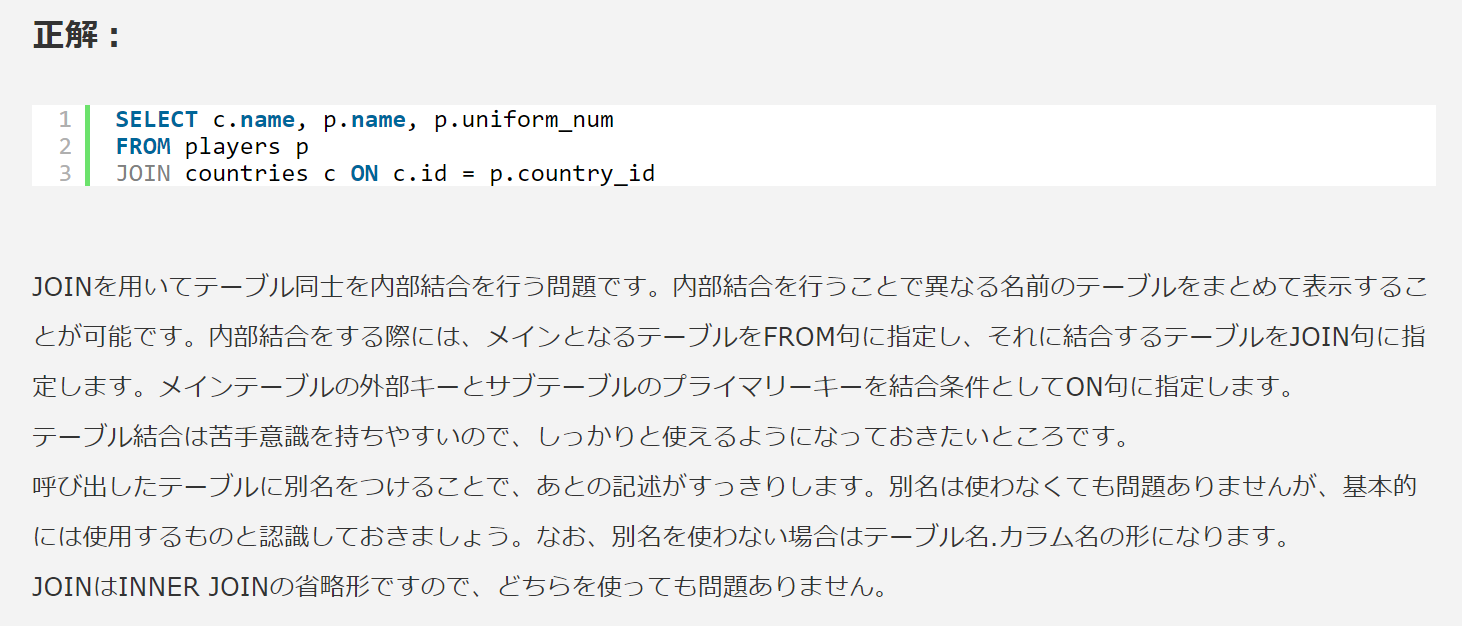 正解：
1 SELECT c.name, p.name, p.uniform_num
2 FROM players p
3 JOIN countries c ON c.id = p.country_id
JOINを用いてテーブル同士を内部結合を行う問題です。内部結合を行うことで異なる名前のテーブルをまとめて表示するこ
とが可能です。内部結合をする際には、メインとなるテーブルをFROM句に指定し、それに結合するテーブルをJOIN句に指
定します。メインテーブルの外部キーとサブテーブルのプライマリーキーを結合条件としてON句に指定します。
テーブル結合は苦手意識を持ちやすいので、しっかりと使えるようになっておきたいところです。
呼び出したテーブルに別名をつけることで、あとの記述がすっきりします。別名は使わなくても問題ありませんが、基本的
には使用するものと認識しておきましょう。なお、別名を使わない場合はテーブル名.カラム名の形になります。
JOINはINNER JOINの省略形ですので、どちらを使っても問題ありません。